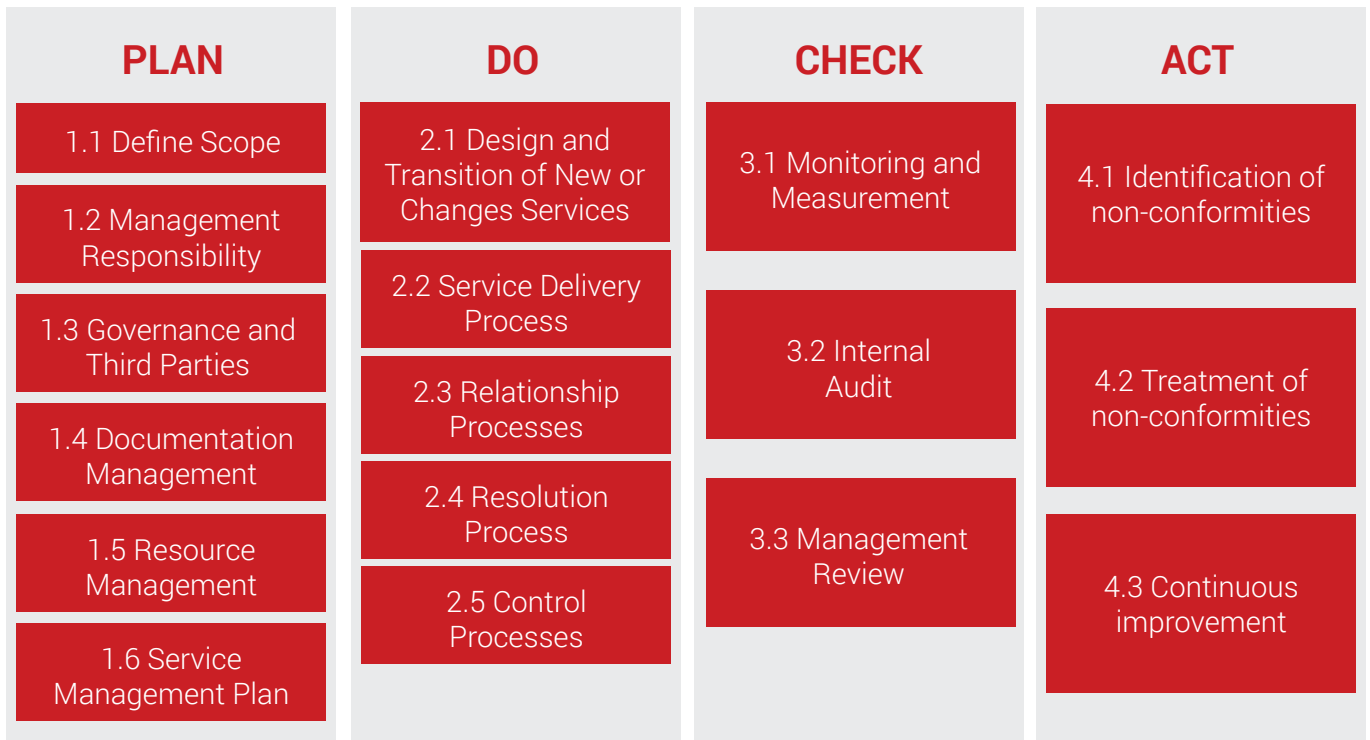 PLAN
1.1 Define Scope
1.2 Management
Responsibility
1.3 Governance and
Third Parties
1.4 Documentation
Management
1.5 Resource
Management
1.6 Service
Management Plan
DO
2.1 Design and
Transition of New or
Changes Services
2.2 Service Delivery
Process
2.3 Relationship
Processes
2.4 Resolution
Process
2.5 Control
Processes
CHECK
3.1 Monitoring and
Measurement
3.2 Internal
Audit
3.3 Management
Review
ACT
4.1 Identification of
non-conformities
4.2 Treatment of
non-conformities
4.3 Continuous
improvement